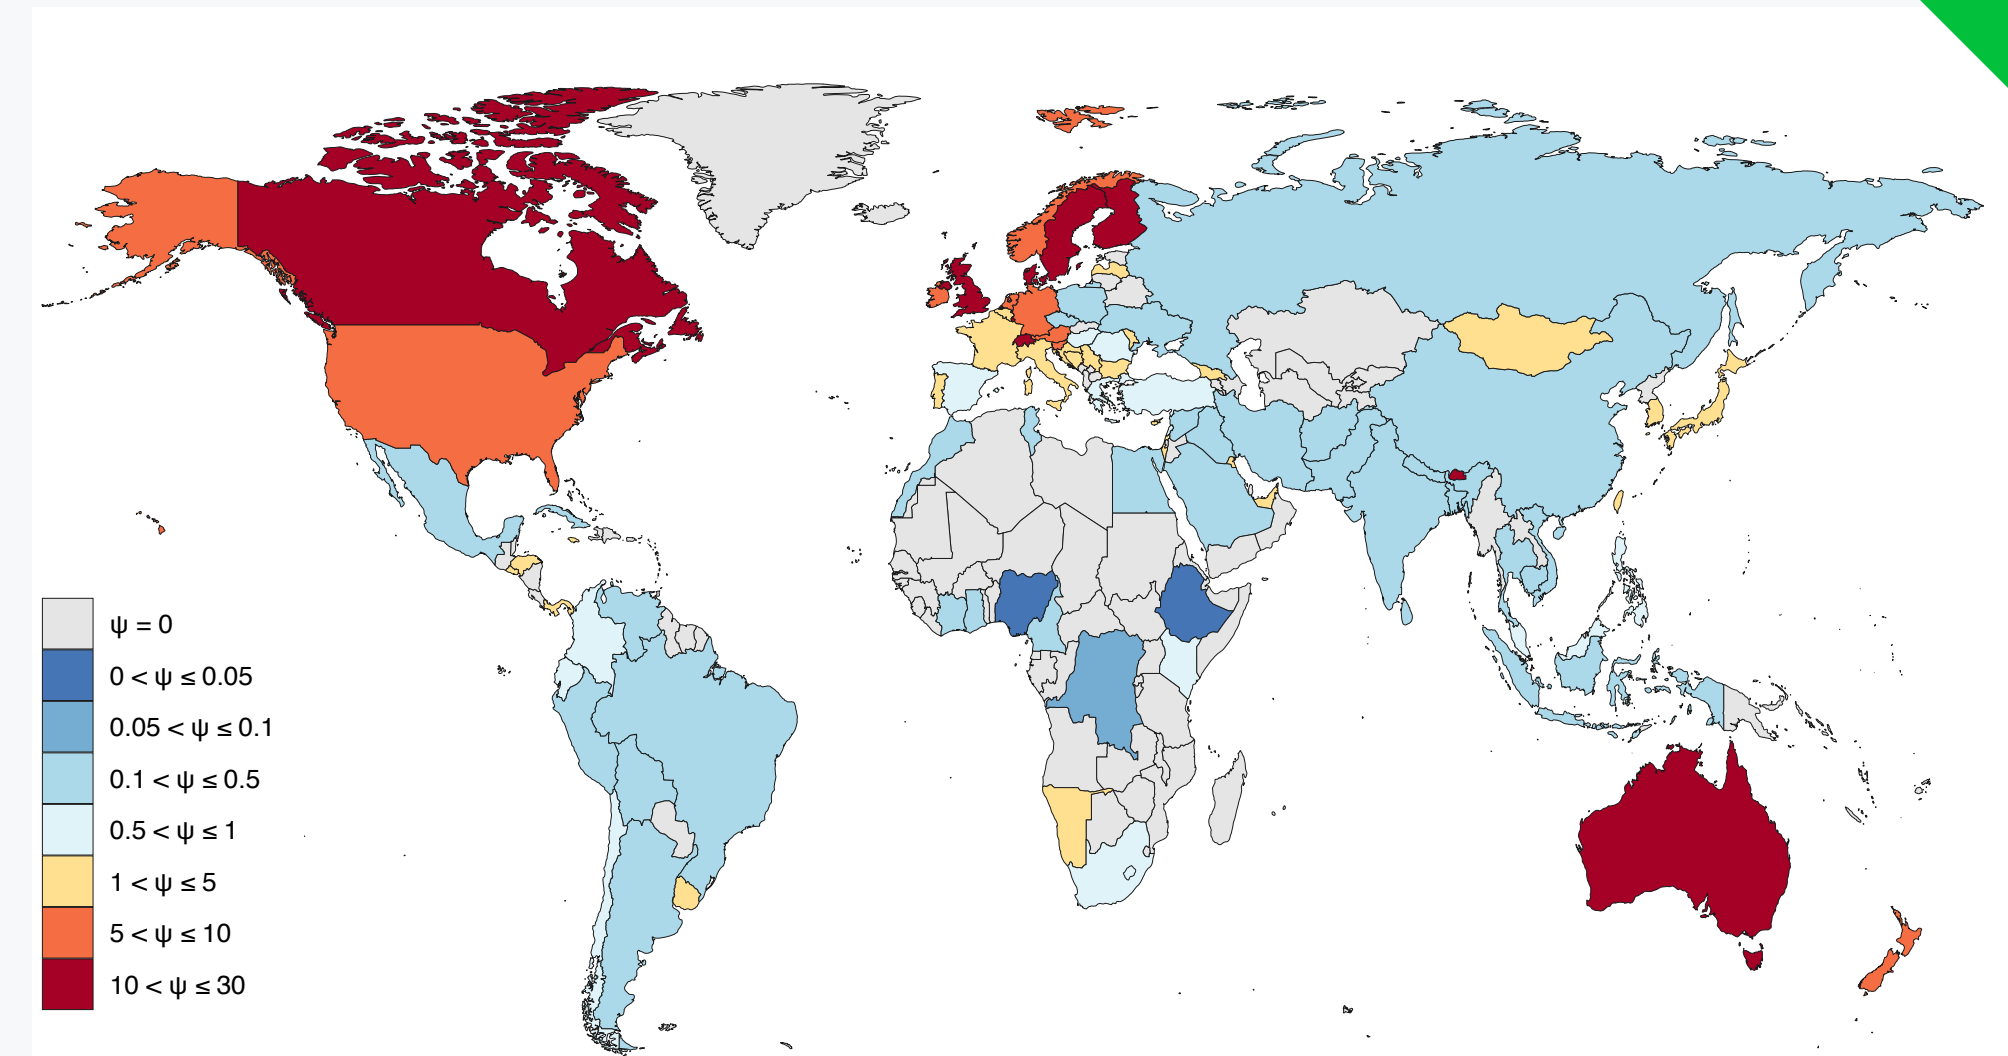 ψ = 0
0 < ψ ≤ 0.05
0.05 < ψ ≤ 0.1
0.1 < ψ ≤ 0.5
0.5 < ψ ≤ 1
1 < ψ ≤ 5
5 < ψ ≤ 10
10 < ψ ≤ 30